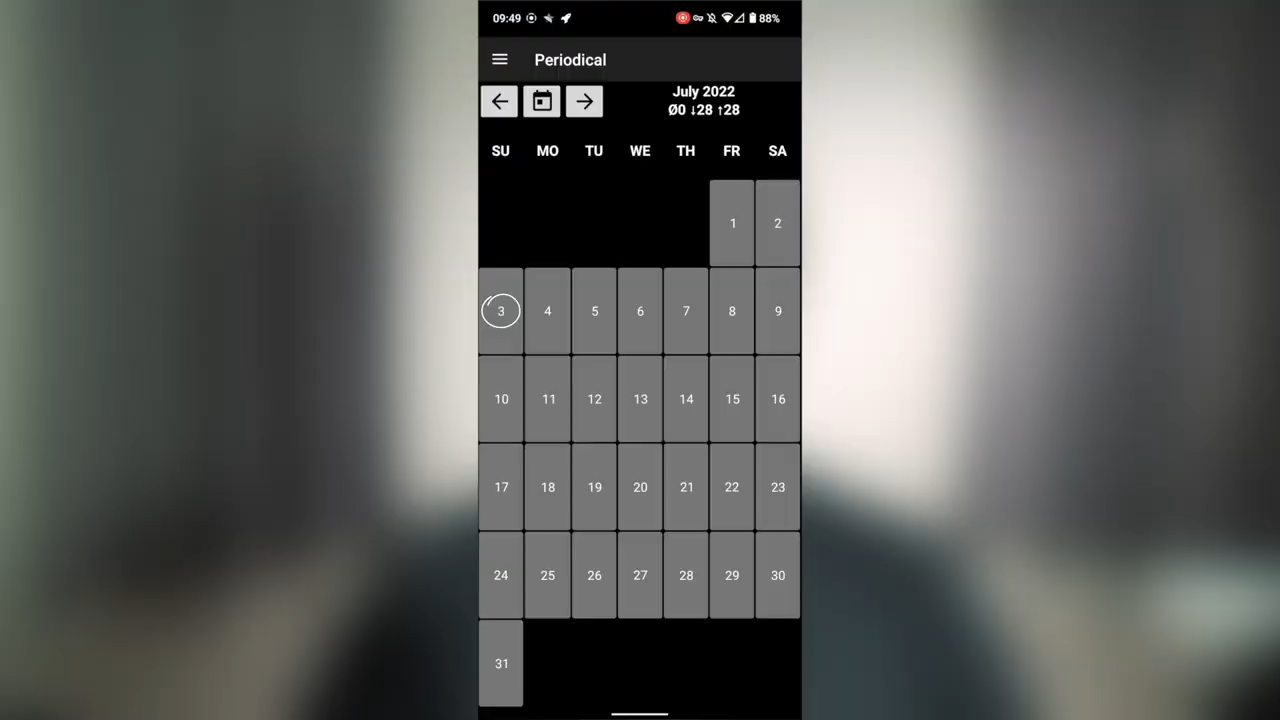 09:49 88%
Periodical
July 2022
Ø0 ↓28 ↑28
SU MO TU WE TH FR SA
1 2
3 4 5 6 7 8 9
10 11 12 13 14 15 16
17 18 19 20 21 22 23
24 25 26 27 28 29 30
31